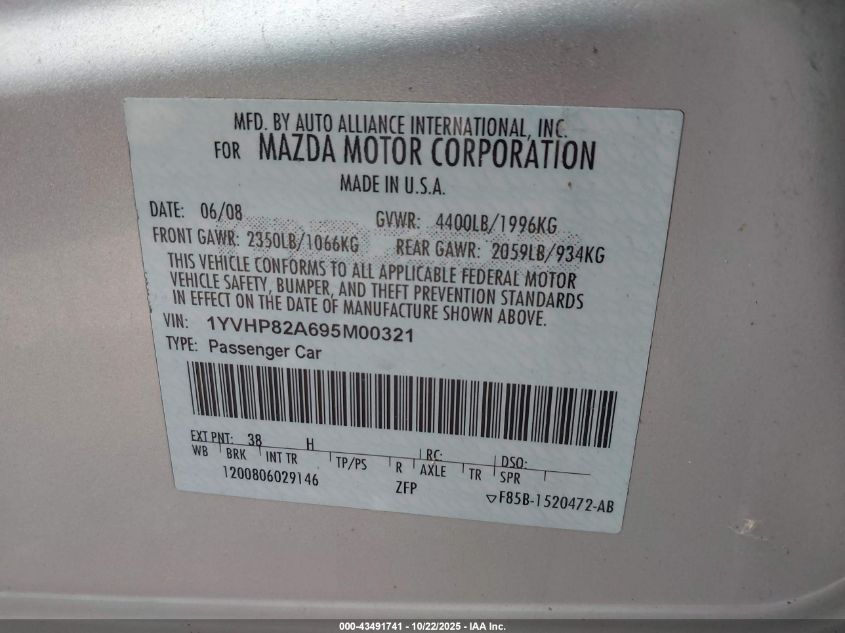 MFD. BY AUTO ALLIANCE INTERNATIONAL, INC.
FOR MAZDA MOTOR CORPORATION
MADE IN U.S.A.
DATE: 06/08 GVWR: 4400LB/1996KG
FRONT GAWR: 2350LB/1066KG REAR GAWR: 2059LB/934KG
THIS VEHICLE CONFORMS TO ALL APPLICABLE FEDERAL MOTOR
VEHICLE SAFETY, BUMPER, AND THEFT PREVENTION STANDARDS
IN EFFECT ON THE DATE OF MANUFACTURE SHOWN ABOVE.
VIN: 1YVHP82A695M00321
TYPE: Passenger Car
EXT PNT: 38 H RC: DSO:
WB BRK INT TR TP/PS R AXLE TR SPR
1200806029146 ZFP ▽F85B-1520472-AB
000-43491741 - 10/22/2025 - IAA Inc.